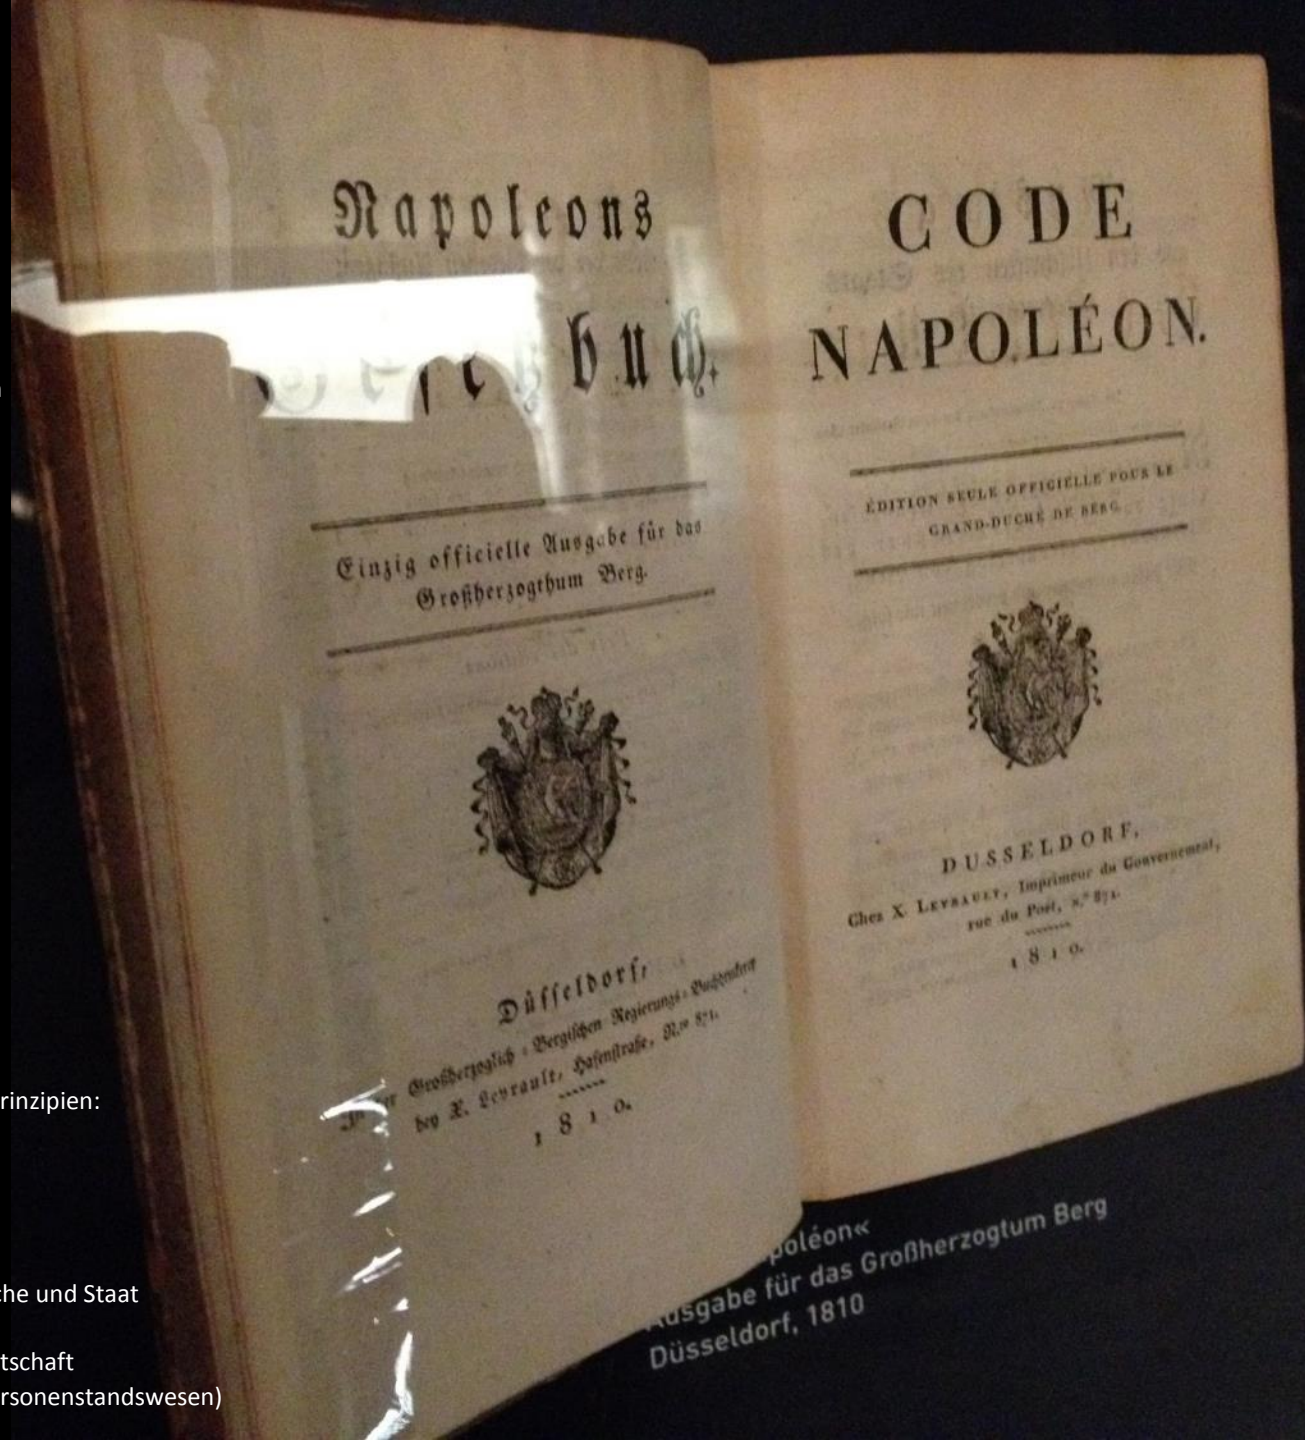 Napoleons
buch.
Einzig officielle Ausgabe für das
Großherzogthum Berg.
Düsseldorf,
Großherzoglich-Bergischen Regierungs-Buchdruckerey
bey X. Levrault, Hafenstraße, N.ro 871.
1810.
CODE
NAPOLÉON.
ÉDITION SEULE OFFICIELLE POUR LE
GRAND-DUCHÉ DE BERG.
DUSSELDORF,
Chez X. LEVRAULT, Imprimeur du Gouvernement,
rue du Port, n.° 871.
1810.
poléon«
Ausgabe für das Großherzogtum Berg
Düsseldorf, 1810
rinzipien:
che und Staat
tschaft
rsonenstandswesen)